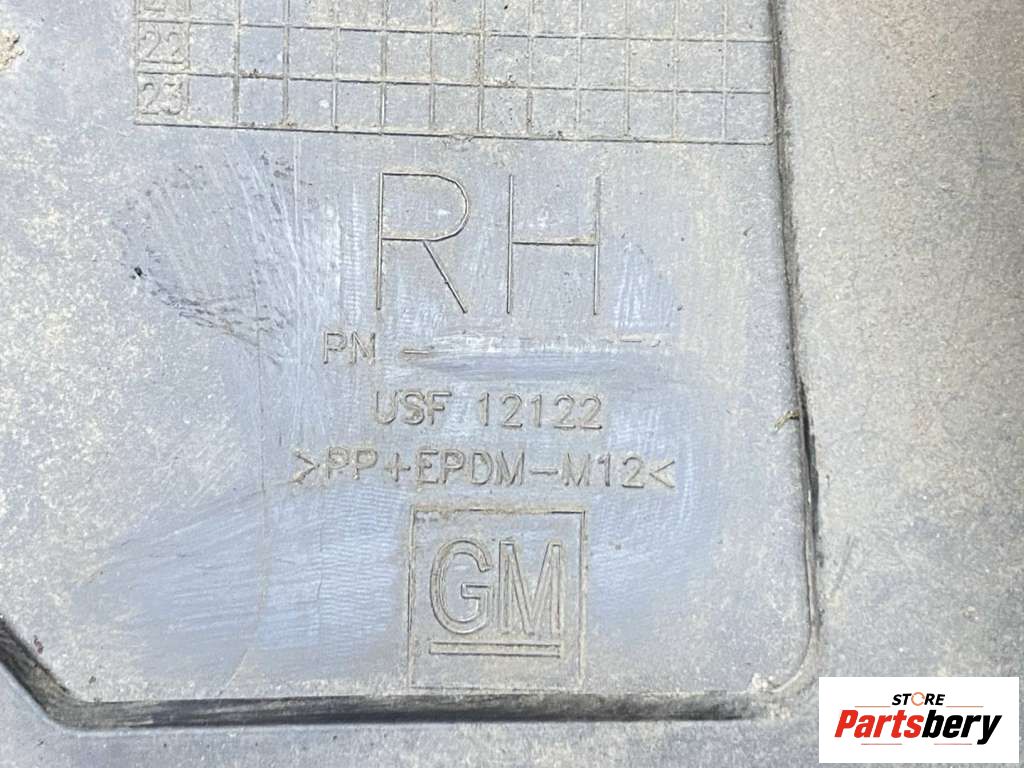 22
23
RH
PN
USF 12122
>PP+EPDM-M12<
GM
STORE
Partsbery